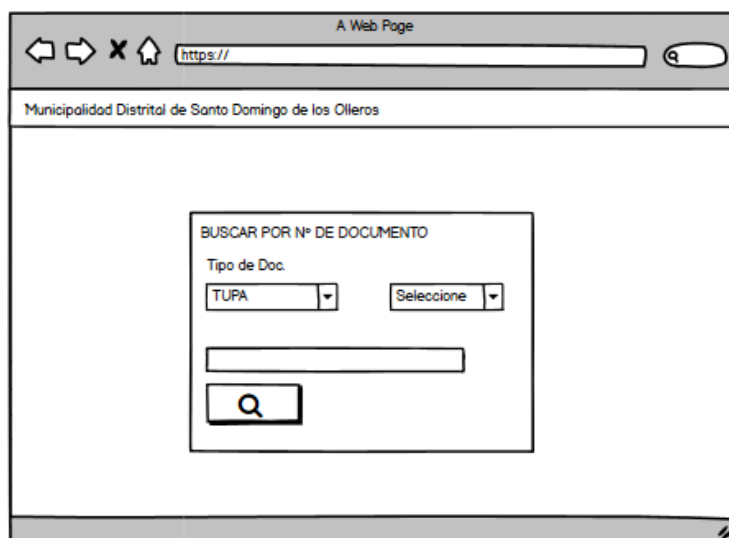 A Web Page
https://
Municipalidad Distrital de Santo Domingo de los Olleros
BUSCAR POR Nº DE DOCUMENTO
Tipo de Doc.
TUPA Seleccione